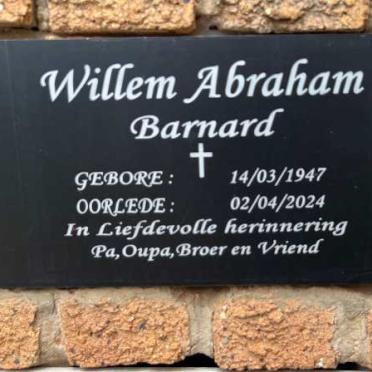 Willem Abraham
Barnard
GEBORE : 14/03/1947
OORLEDE : 02/04/2024
In Liefdevolle herinnering
Pa, Oupa, Broer en Vriend